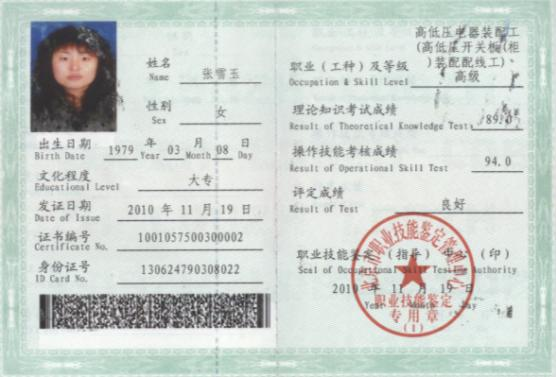 姓名 张雪玉
Name
性别 女
Sex
出生日期 1979 年 03 月 08 日
Birth Date Year Month Day
文化程度 大专
Educational Level
发证日期 2010 年 11 月 19 日
Date of Issue
证书编号 1001057500300002
Certificate No.
身份证号 130624790308022
ID Card No.
高低压电器装配工
(高低压开关板(柜
职业（工种）及等级 )装配配线工)、
Occupation & Skill Level 高级
理论知识考试成绩 89.
Result of Theoretical Knowledge Test
操作技能考核成绩 94.0
Result of Operational Skill Test
评定成绩 良好
Result of Test
职业技能鉴定（指导）中心（印）
Seal of Occupational Skill Testing Authority
2010 年 11 月 19 日
Year Month Day
职业技能鉴定
专用章
(1)